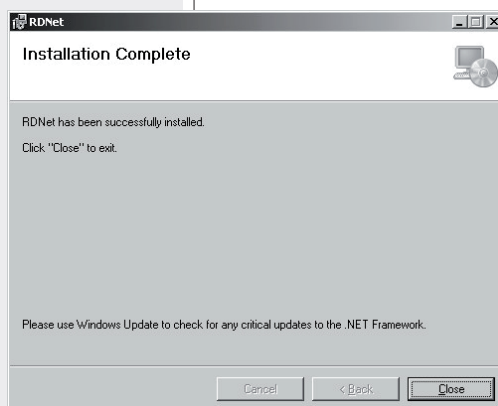 RDNet
Installation Complete
RDNet has been successfully installed.
Click "Close" to exit.
Please use Windows Update to check for any critical updates to the .NET Framework.
Cancel < Back Close